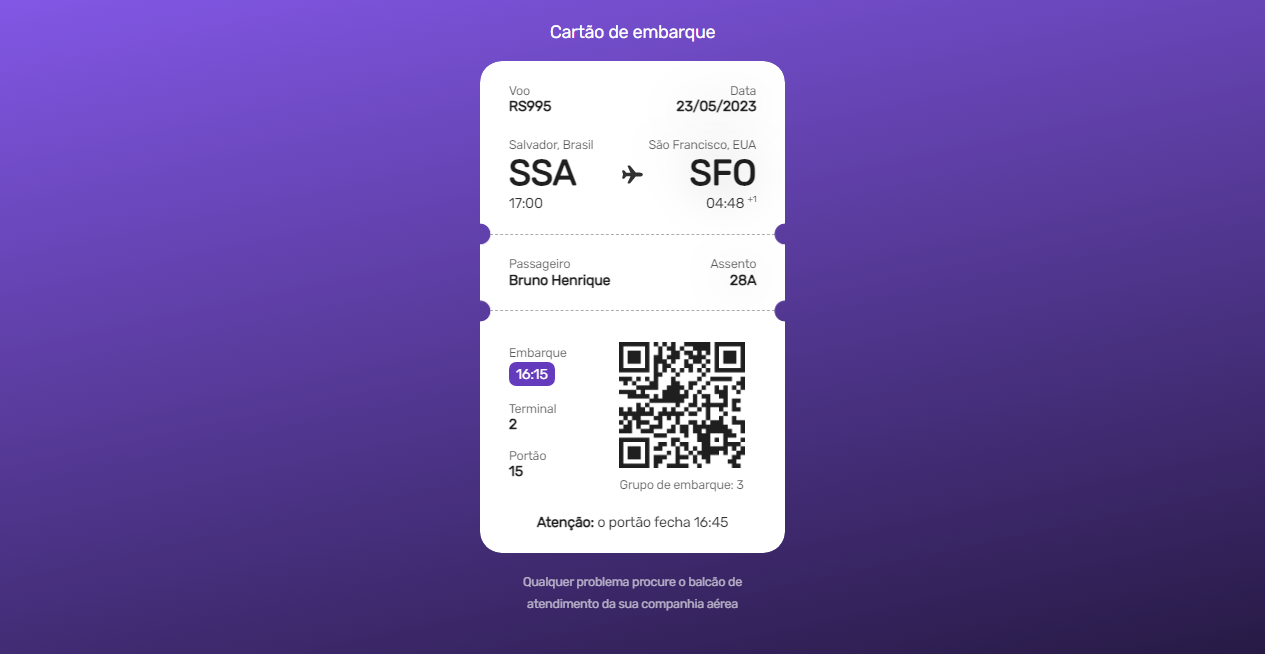 Cartão de embarque
Voo Data
RS995 23/05/2023
Salvador, Brasil São Francisco, EUA
SSA SFO
17:00 04:48 +1
Passageiro Assento
Bruno Henrique 28A
Embarque
16:15
Terminal
2
Portão
15
Grupo de embarque: 3
Atenção: o portão fecha 16:45
Qualquer problema procure o balcão de
atendimento da sua companhia aérea